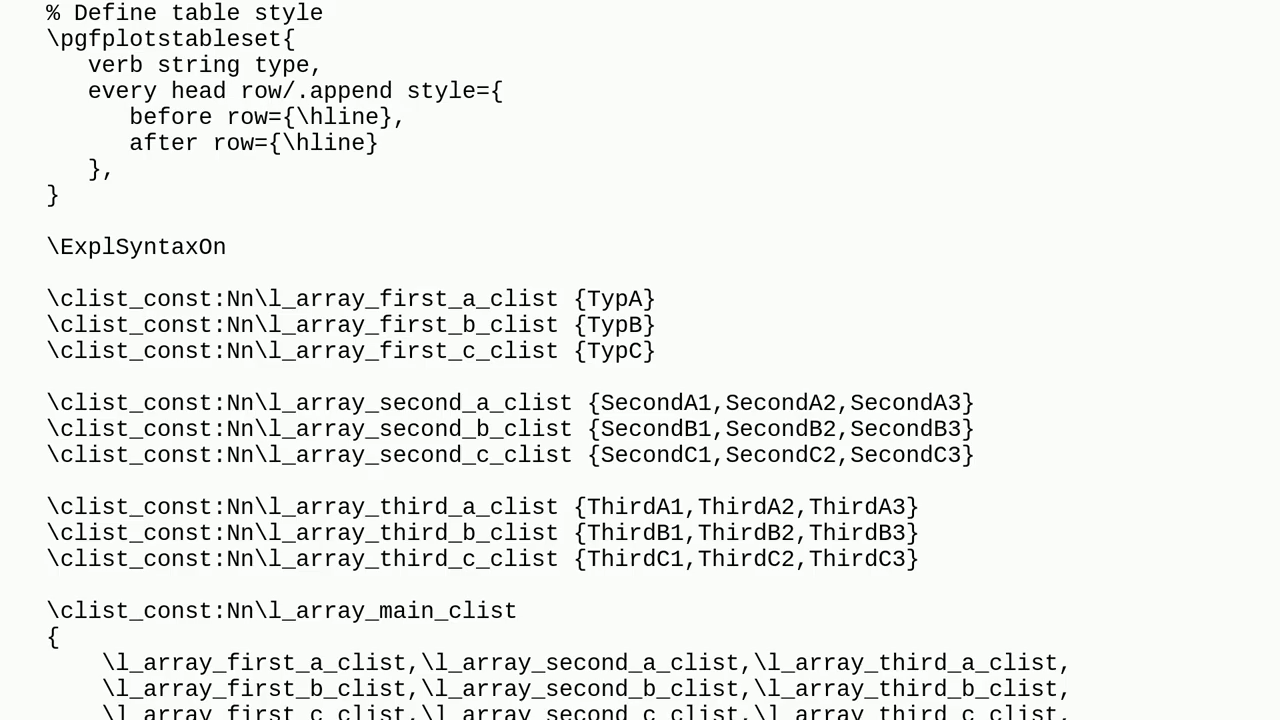 % Define table style
\pgfplotstableset{
   verb string type,
   every head row/.append style={
      before row={\hline},
      after row={\hline}
   },
}

\ExplSyntaxOn

\clist_const:Nn\l_array_first_a_clist {TypA}
\clist_const:Nn\l_array_first_b_clist {TypB}
\clist_const:Nn\l_array_first_c_clist {TypC}

\clist_const:Nn\l_array_second_a_clist {SecondA1,SecondA2,SecondA3}
\clist_const:Nn\l_array_second_b_clist {SecondB1,SecondB2,SecondB3}
\clist_const:Nn\l_array_second_c_clist {SecondC1,SecondC2,SecondC3}

\clist_const:Nn\l_array_third_a_clist {ThirdA1,ThirdA2,ThirdA3}
\clist_const:Nn\l_array_third_b_clist {ThirdB1,ThirdB2,ThirdB3}
\clist_const:Nn\l_array_third_c_clist {ThirdC1,ThirdC2,ThirdC3}

\clist_const:Nn\l_array_main_clist
{
    \l_array_first_a_clist,\l_array_second_a_clist,\l_array_third_a_clist,
    \l_array_first_b_clist,\l_array_second_b_clist,\l_array_third_b_clist,
    \l_array_first_c_clist,\l_array_second_c_clist,\l_array_third_c_clist,